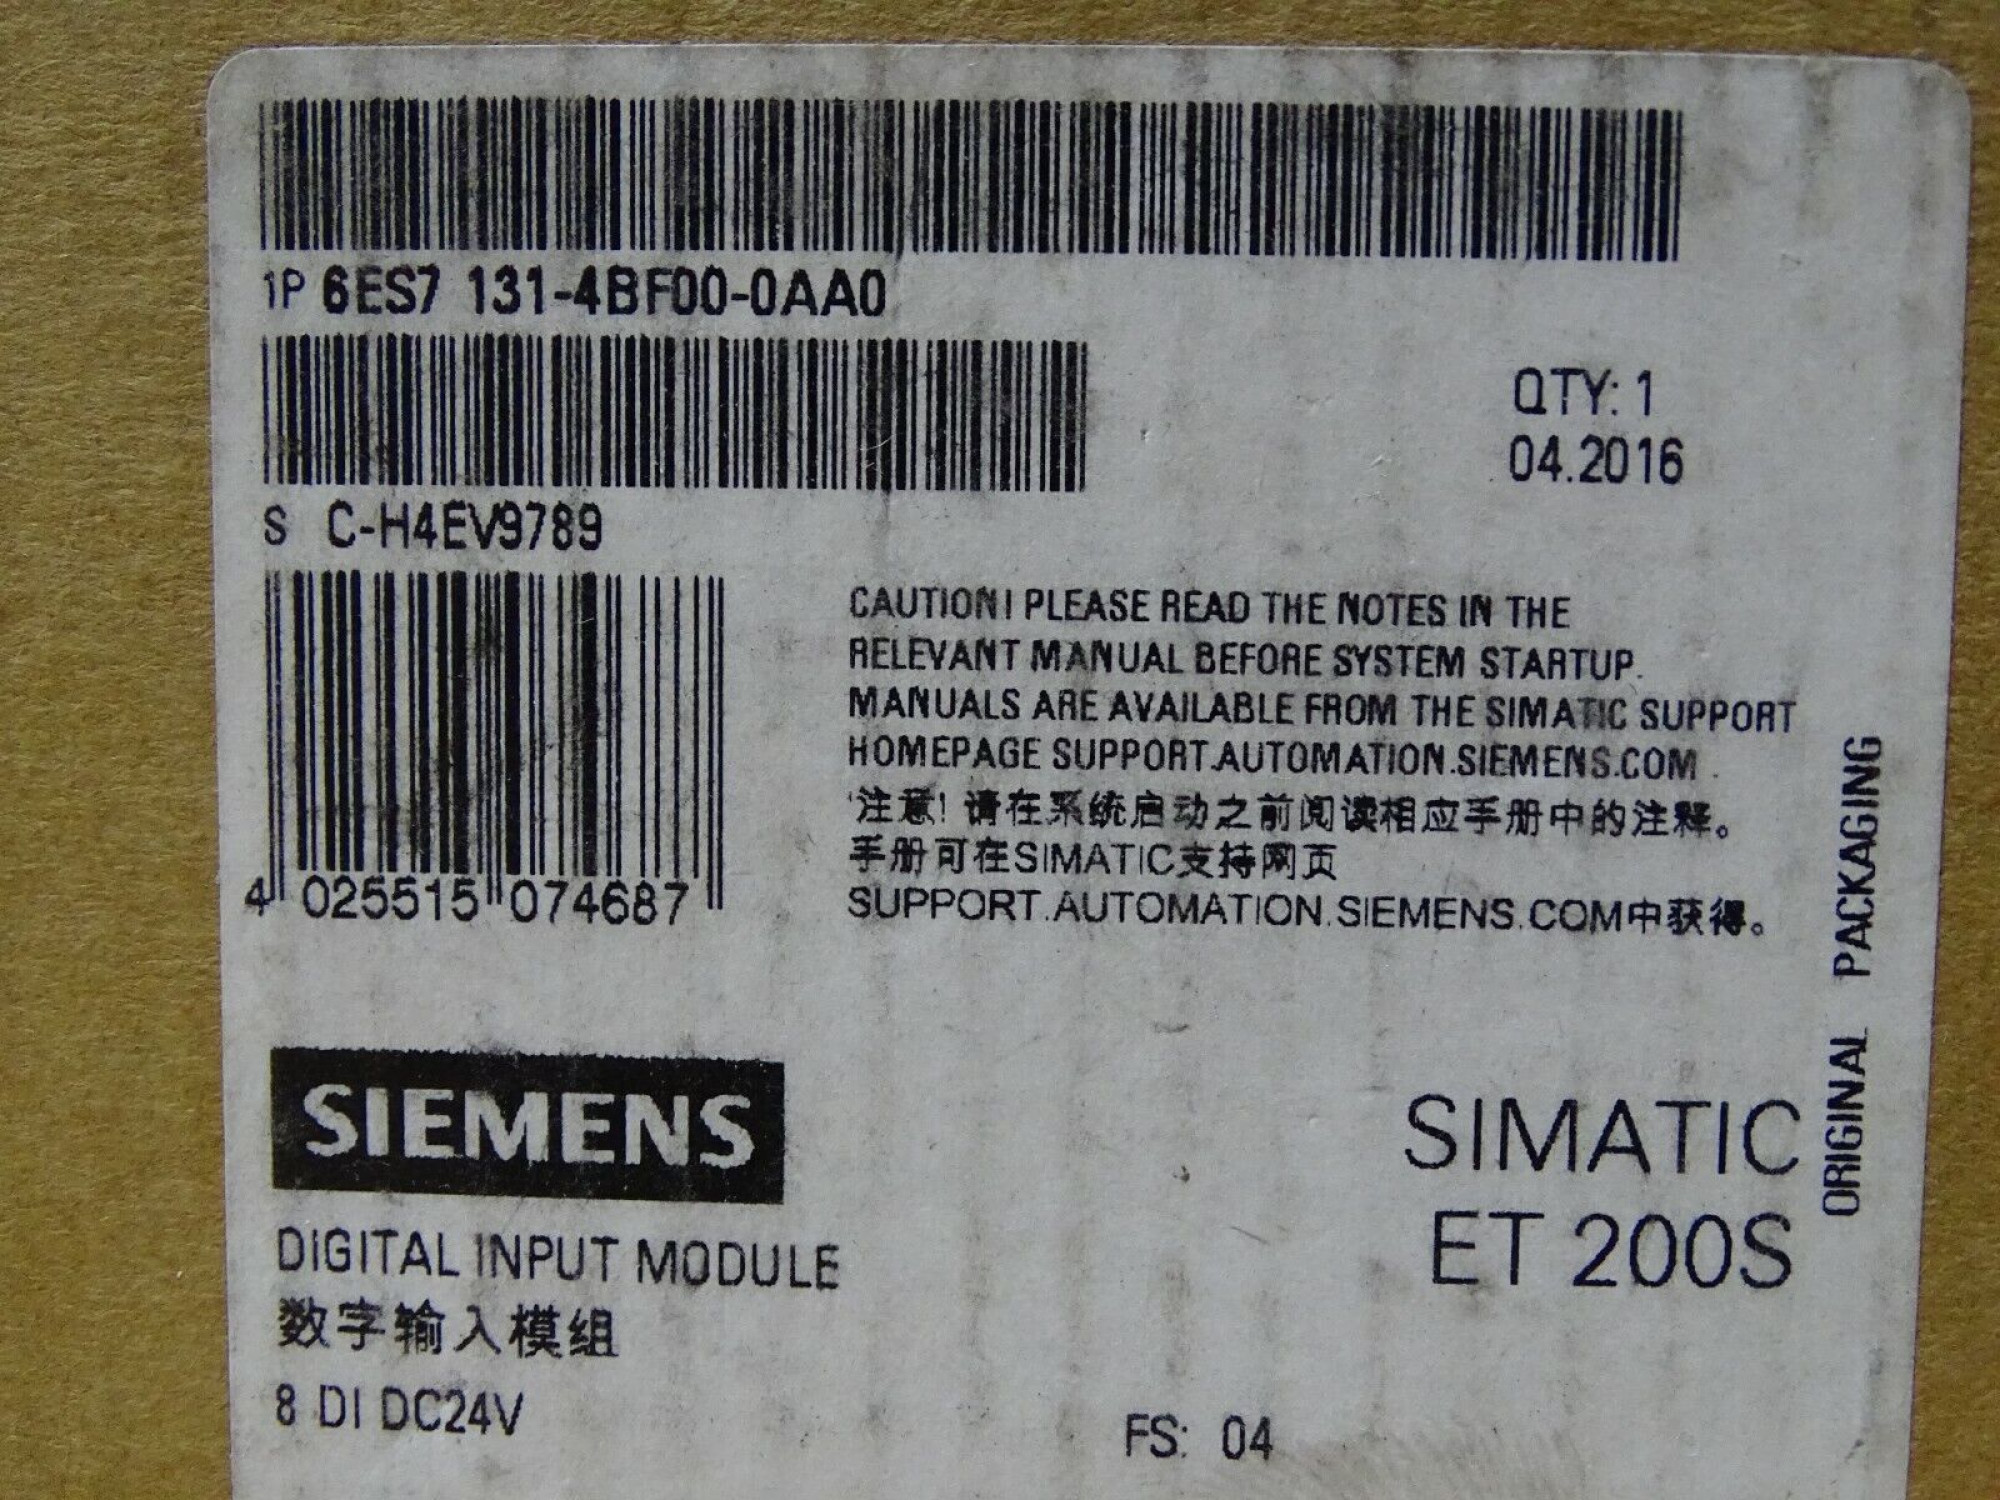 1P 6ES7 131-4BF00-0AA0
QTY: 1
04.2016
S C-H4EV9789
4 025515 074687
CAUTION! PLEASE READ THE NOTES IN THE
RELEVANT MANUAL BEFORE SYSTEM STARTUP.
MANUALS ARE AVAILABLE FROM THE SIMATIC SUPPORT
HOMEPAGE SUPPORT.AUTOMATION.SIEMENS.COM .
注意! 请在系统启动之前阅读相应手册中的注释。
手册可在SIMATIC支持网页
SUPPORT.AUTOMATION.SIEMENS.COM中获得。
ORIGINAL PACKAGING
SIEMENS
SIMATIC
ET 200S
DIGITAL INPUT MODULE
数字输入模组
8 DI DC24V
FS: 04